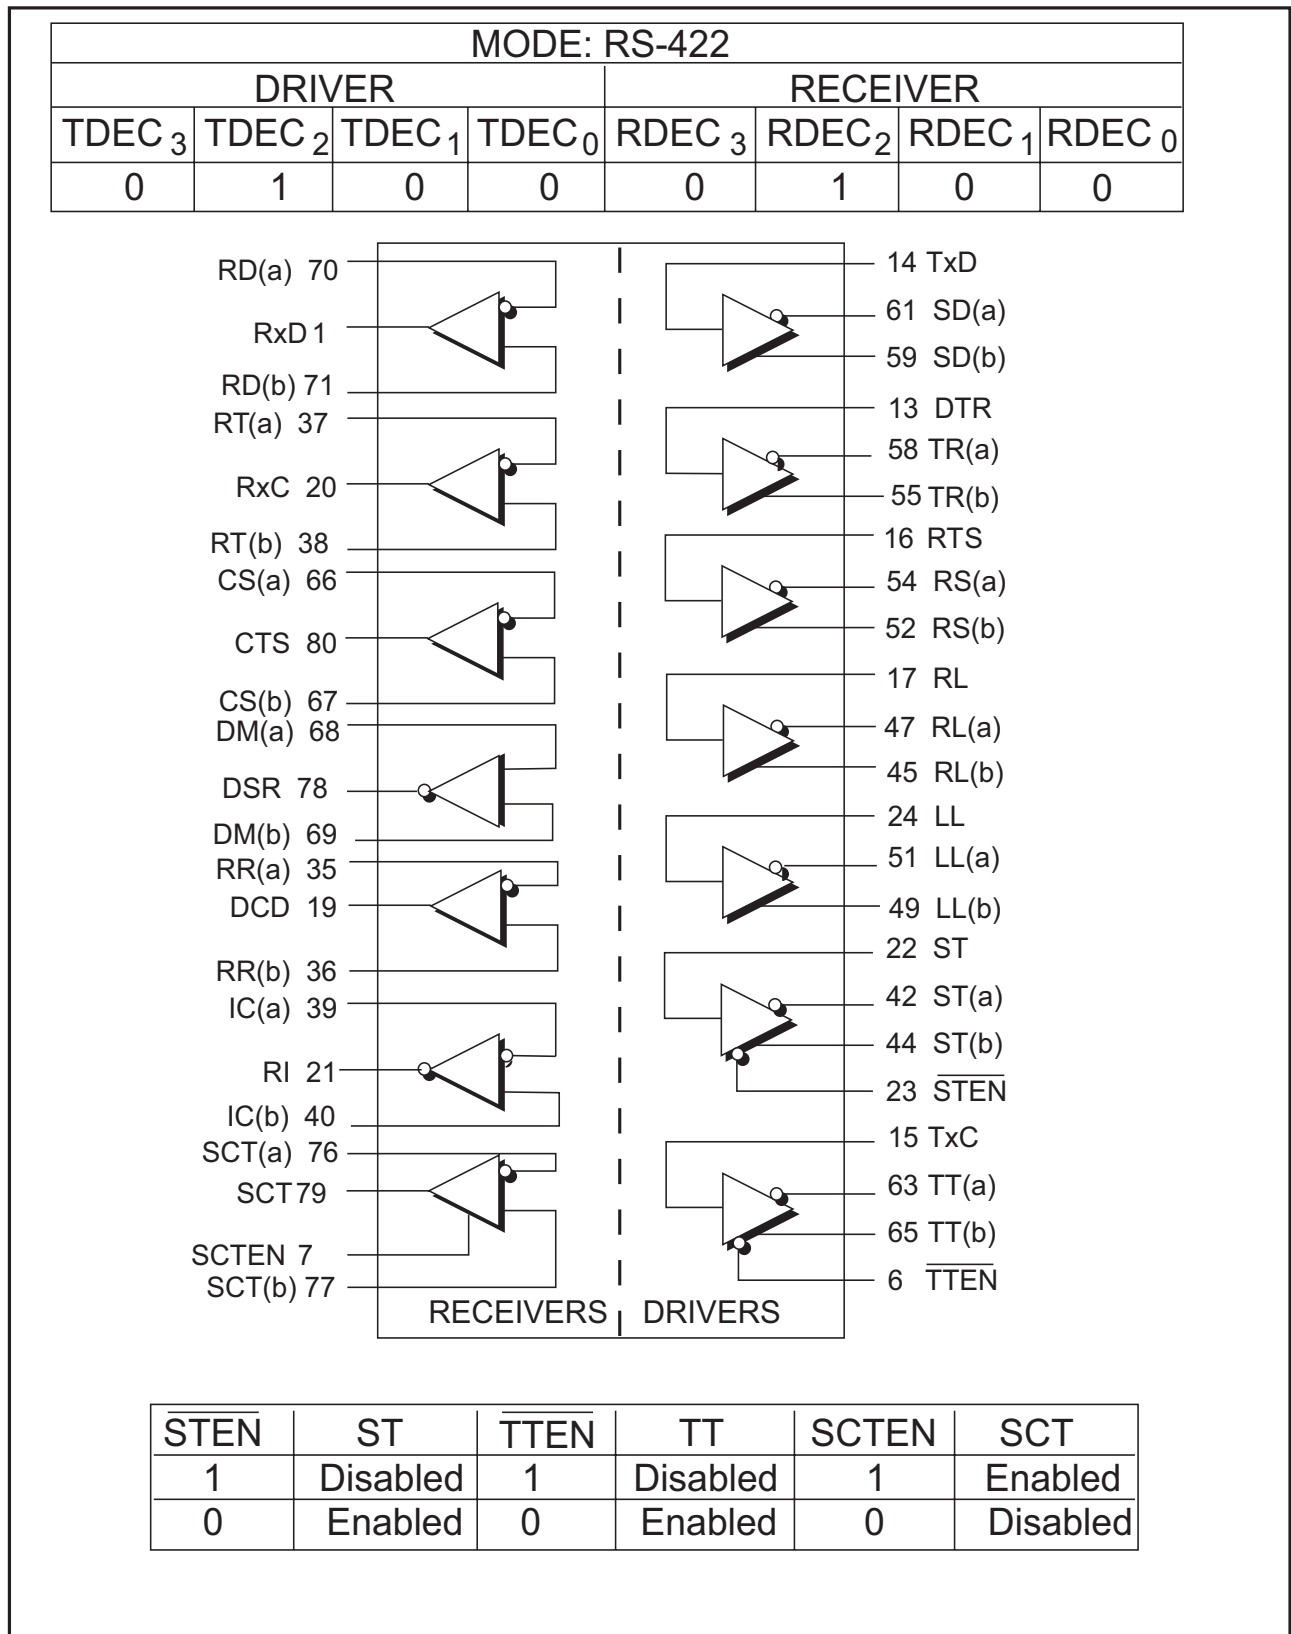 MODE: RS-422
DRIVER RECEIVER
TDEC3 TDEC2 TDEC1 TDEC0 RDEC3 RDEC2 RDEC1 RDEC0
0 1 0 0 0 1 0 0
RD(a) 70
RxD 1
RD(b) 71
RT(a) 37
RxC 20
RT(b) 38
CS(a) 66
CTS 80
CS(b) 67
DM(a) 68
DSR 78
DM(b) 69
RR(a) 35
DCD 19
RR(b) 36
IC(a) 39
RI 21
IC(b) 40
SCT(a) 76
SCT 79
SCTEN 7
SCT(b) 77
14 TxD
61 SD(a)
59 SD(b)
13 DTR
58 TR(a)
55 TR(b)
16 RTS
54 RS(a)
52 RS(b)
17 RL
47 RL(a)
45 RL(b)
24 LL
51 LL(a)
49 LL(b)
22 ST
42 ST(a)
44 ST(b)
23 S̅T̅E̅N̅
15 TxC
63 TT(a)
65 TT(b)
6 T̅T̅E̅N̅
RECEIVERS DRIVERS
S̅T̅E̅N̅ ST T̅T̅E̅N̅ TT SCTEN SCT
1 Disabled 1 Disabled 1 Enabled
0 Enabled 0 Enabled 0 Disabled